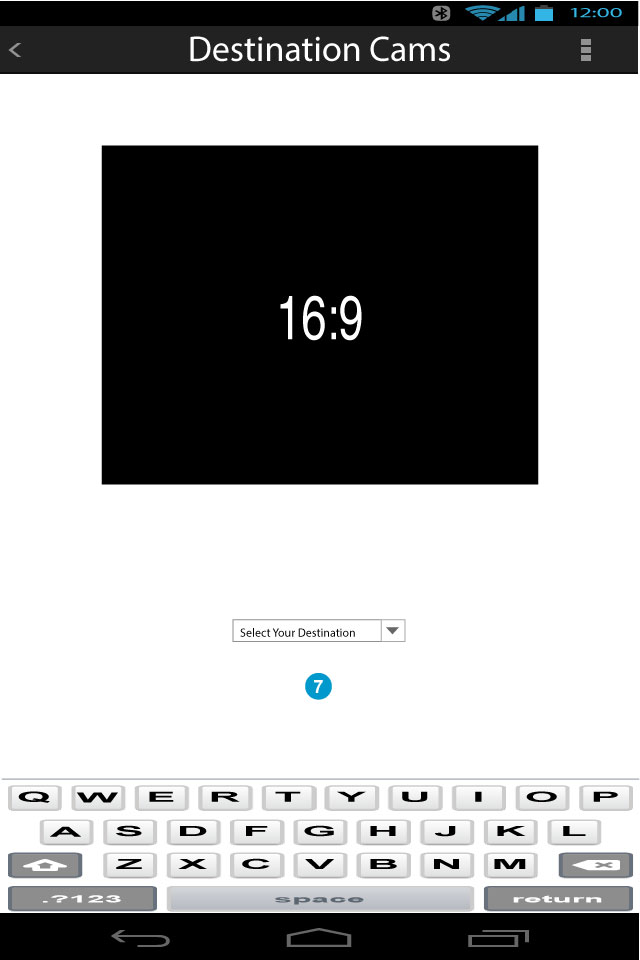 12:00
Destination Cams
16:9
Select Your Destination
7
Q W E R T Y U I O P
A S D F G H J K L
Z X C V B N M
.?123 space return